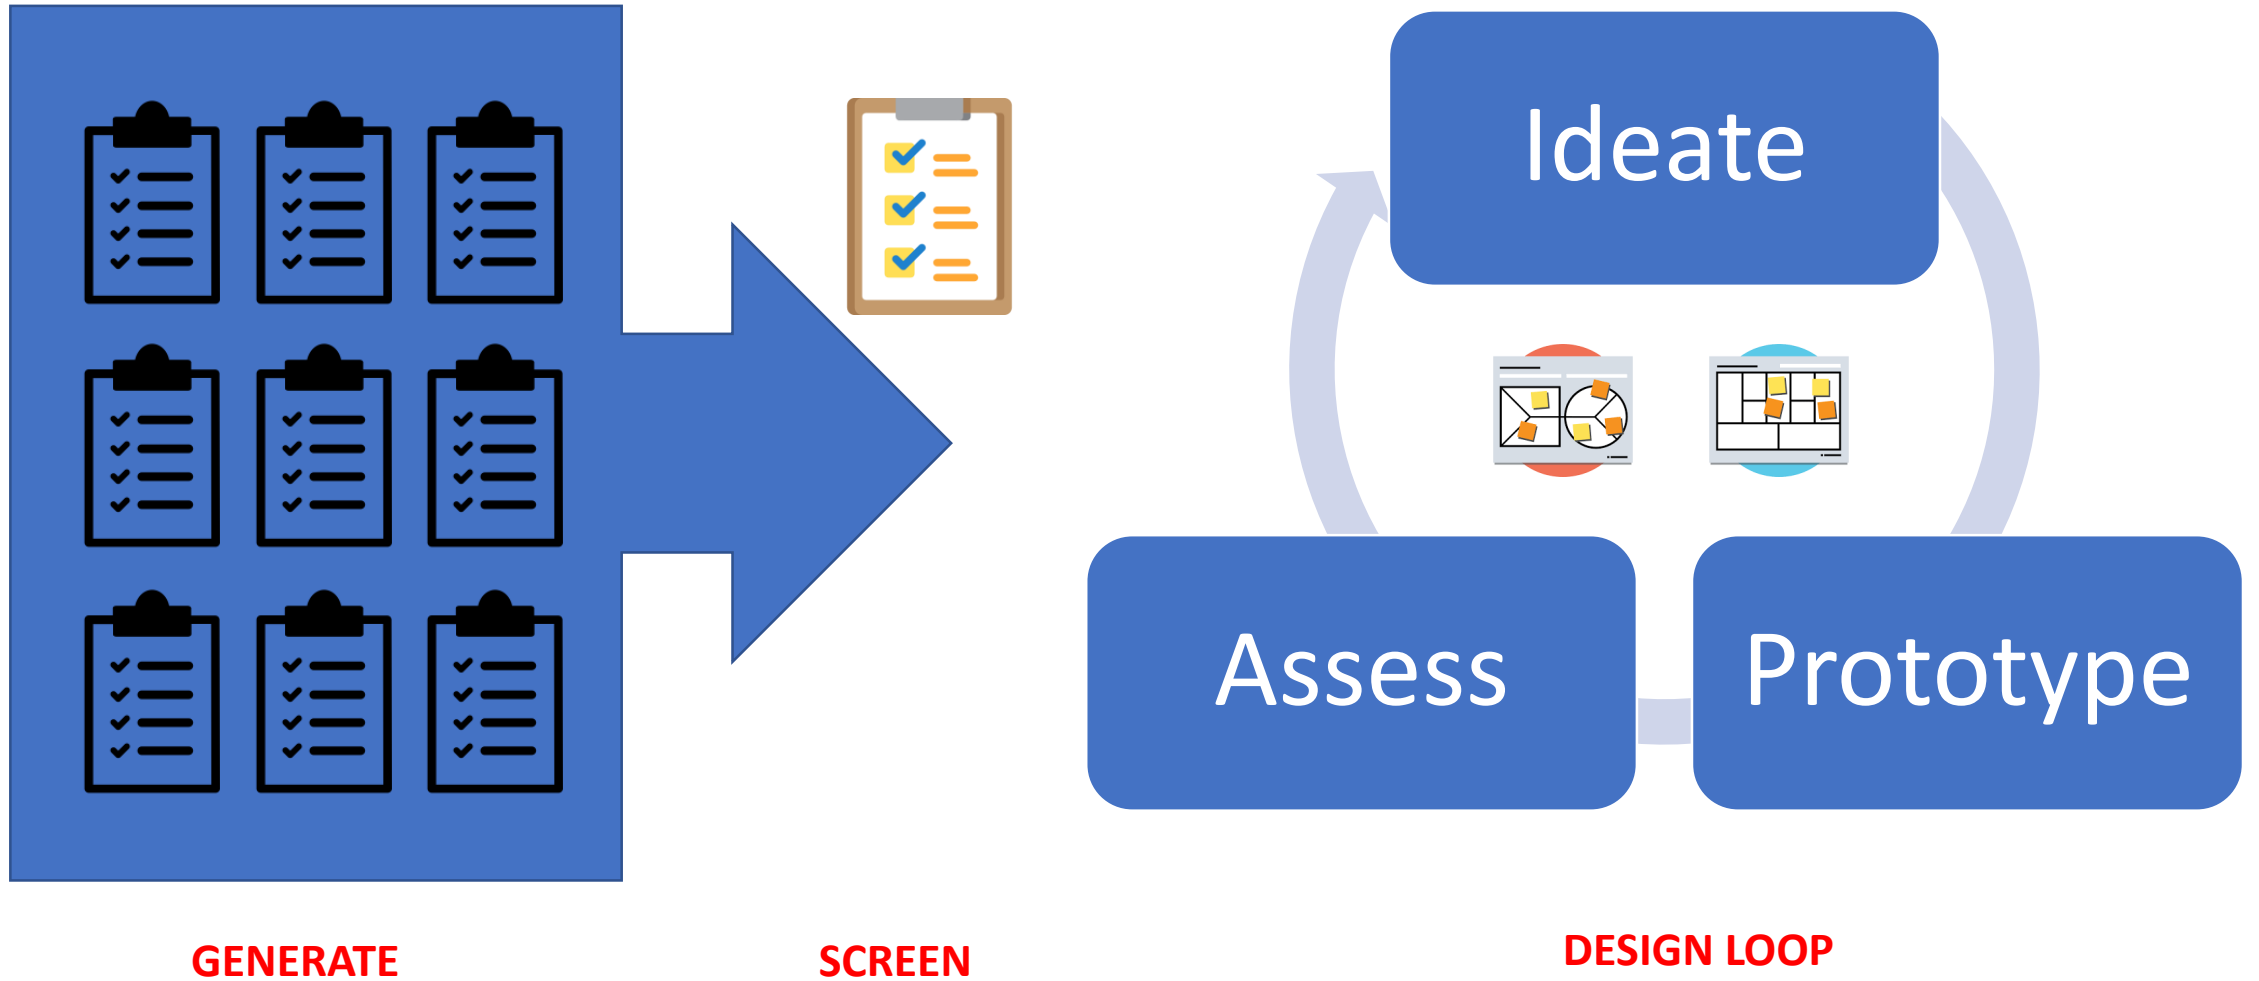 Ideate
Assess
Prototype
GENERATE
SCREEN
DESIGN LOOP